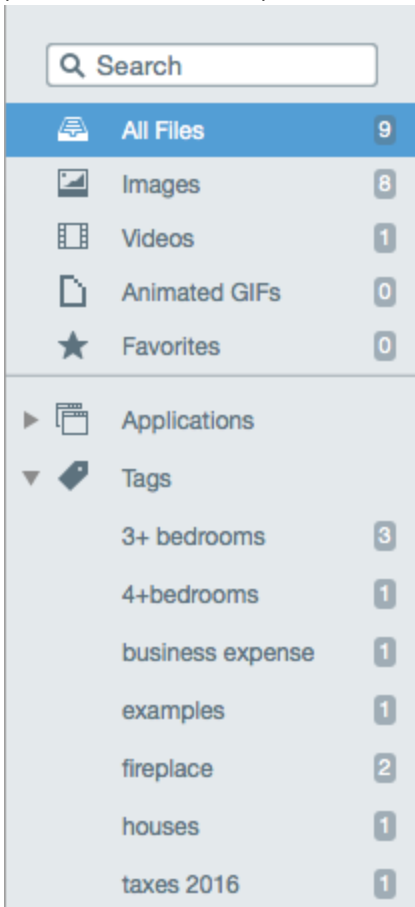 Search
All Files 9
Images 8
Videos 1
Animated GIFs 0
Favorites 0
Applications
Tags
3+ bedrooms 3
4+bedrooms 1
business expense 1
examples 1
fireplace 2
houses 1
taxes 2016 1